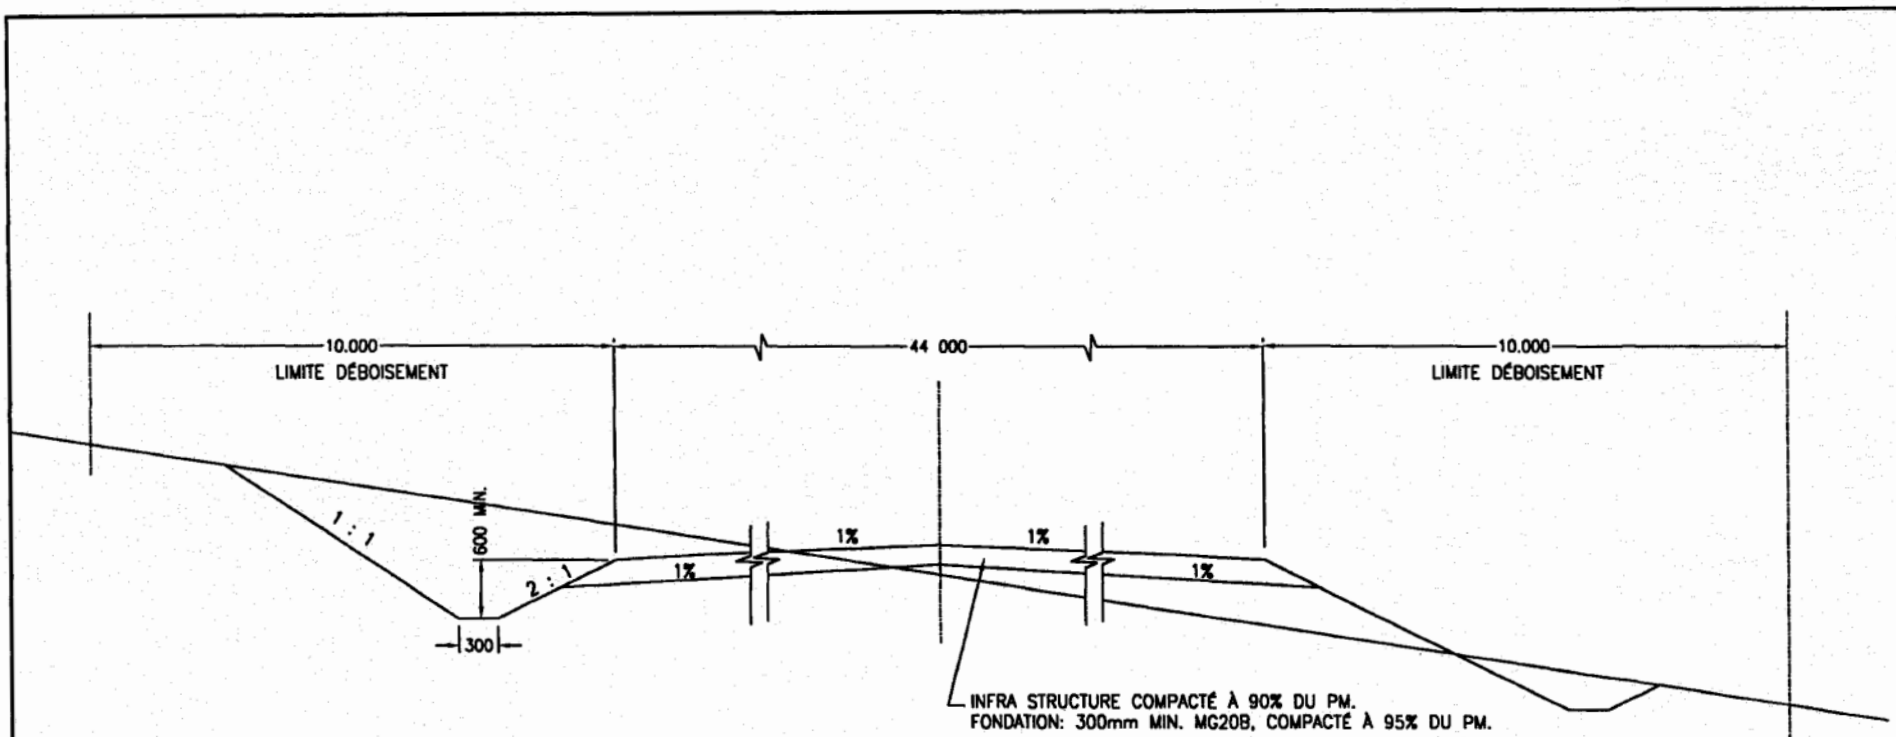 10.000
44 000
10.000
LIMITE DÉBOISEMENT
LIMITE DÉBOISEMENT
1 : 1
600 MIN.
2 : 1
1%
1%
1%
1%
300
INFRA STRUCTURE COMPACTÉ À 90% DU PM.
FONDATION: 300mm MIN. MG20B, COMPACTÉ À 95% DU PM.